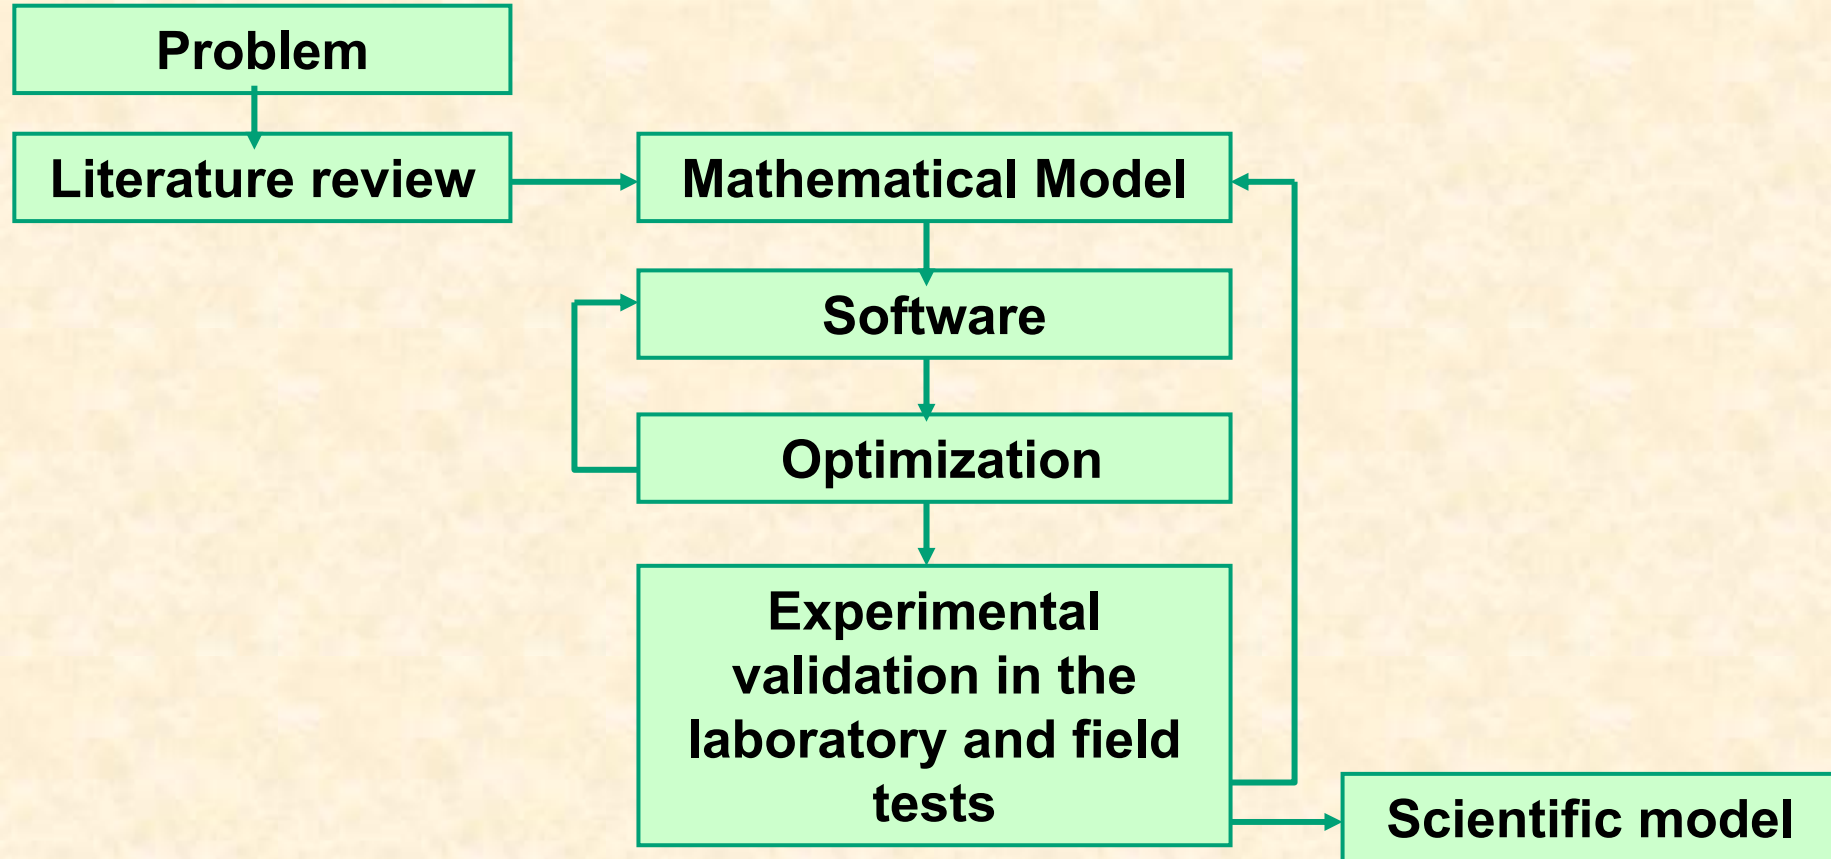 Problem
Literature review
Mathematical Model
Software
Optimization
Experimental
validation in the
laboratory and field
tests
Scientific model